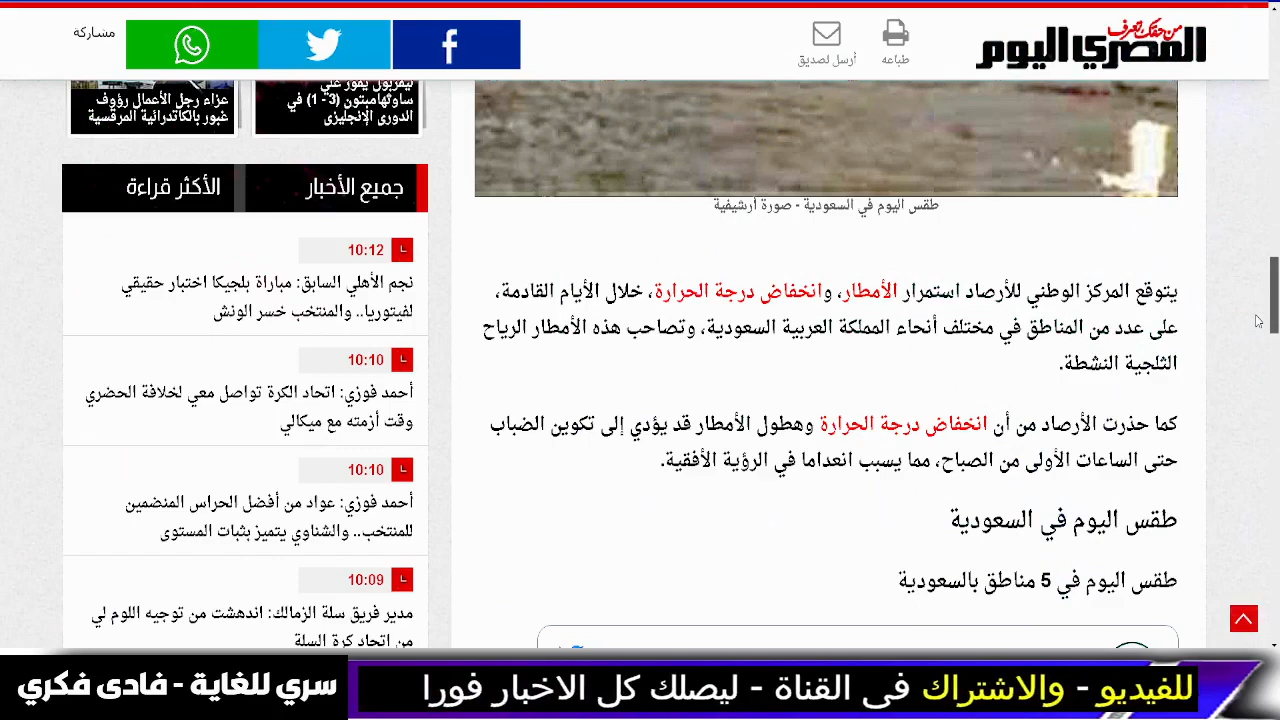 من حقك تعرف
المصري اليوم
طباعه
أرسل لصديق
مشاركة
ليفربول يفوز علي
ساوثهامبتون (3 - 1) في
الدورى الإنجليزى
عزاء رجل الأعمال رؤوف
غبور بالكاتدرائية المرقسية
طقس اليوم في السعودية - صورة أرشيفية
يتوقع المركز الوطني للأرصاد استمرار الأمطار، وانخفاض درجة الحرارة، خلال الأيام القادمة،
على عدد من المناطق في مختلف أنحاء المملكة العربية السعودية، وتصاحب هذه الأمطار الرياح
الثلجية النشطة.
كما حذرت الأرصاد من أن انخفاض درجة الحرارة وهطول الأمطار قد يؤدي إلى تكوين الضباب
حتى الساعات الأولى من الصباح، مما يسبب انعداما في الرؤية الأفقية.
طقس اليوم في السعودية
طقس اليوم في 5 مناطق بالسعودية
جميع الأخبار
الأكثر قراءة
10:12
نجم الأهلي السابق: مباراة بلجيكا اختبار حقيقي
لفيتوريا.. والمنتخب خسر الونش
10:10
أحمد فوزي: اتحاد الكرة تواصل معي لخلافة الحضري
وقت أزمته مع ميكالي
10:10
أحمد فوزي: عواد من أفضل الحراس المنضمين
للمنتخب.. والشناوي يتميز بثبات المستوى
10:09
مدير فريق سلة الزمالك: اندهشت من توجيه اللوم لي
من اتحاد كرة السلة
للفيديو - والاشتراك فى القناة - ليصلك كل الاخبار فورا
سري للغاية - فادى فكري